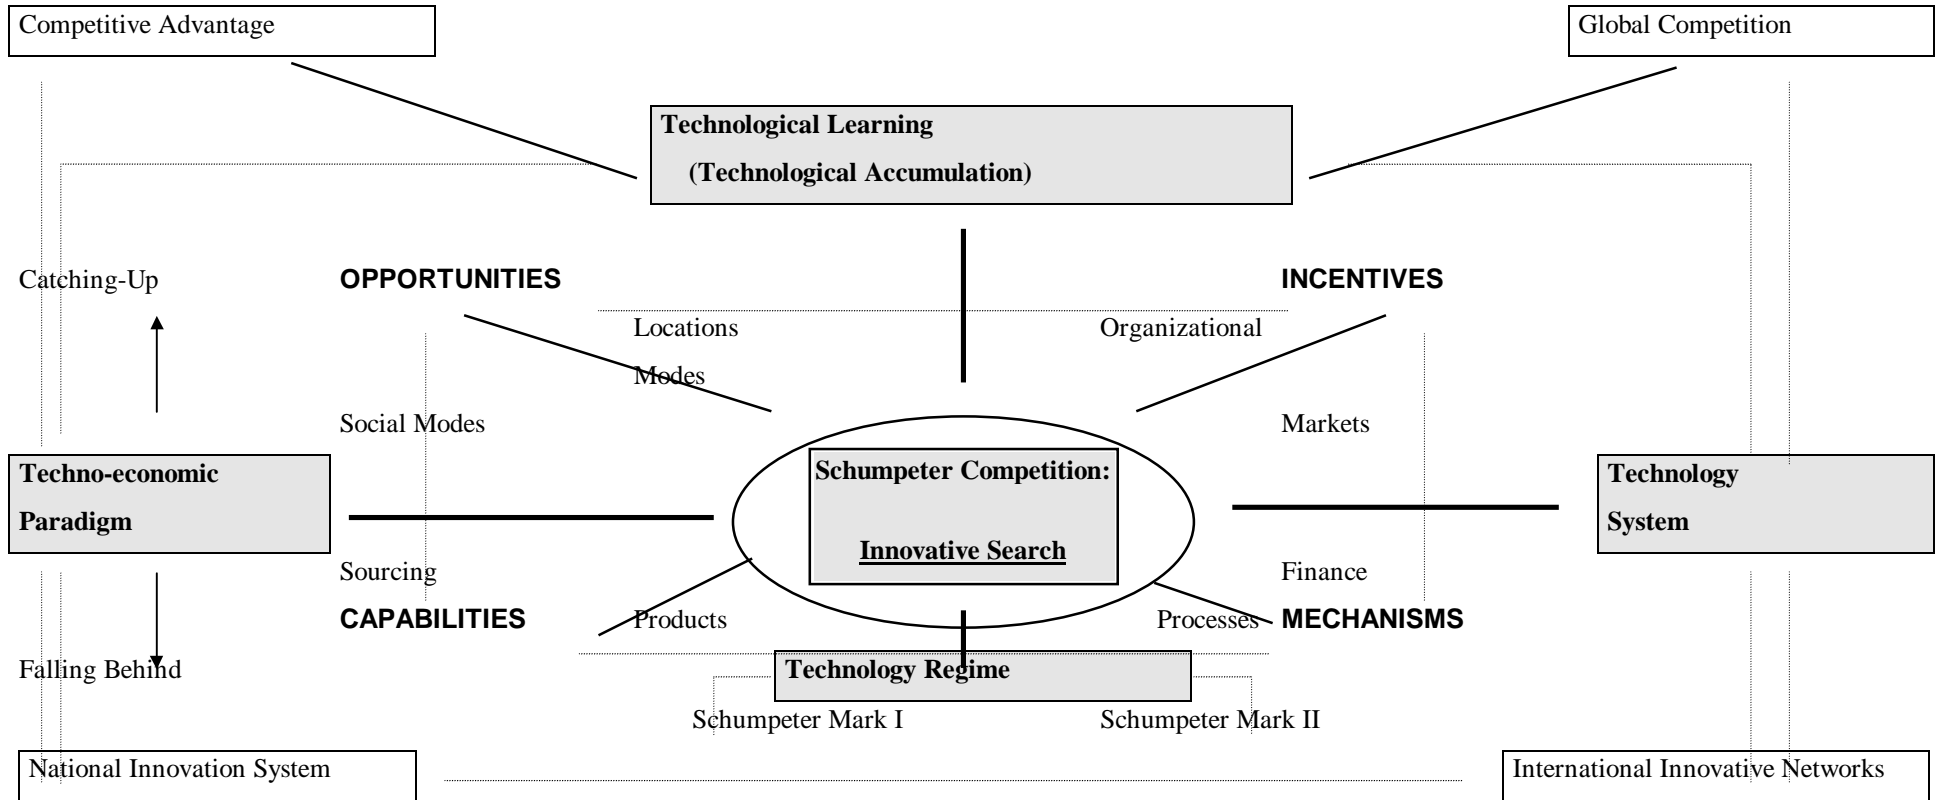 Competitive Advantage
Global Competition
Technological Learning
(Technological Accumulation)
Catching-Up
OPPORTUNITIES
INCENTIVES
Locations
Organizational
Modes
Social Modes
Markets
Techno-economic
Paradigm
Schumpeter Competition:
Innovative Search
Technology
System
Sourcing
Finance
CAPABILITIES
Products
Processes
MECHANISMS
Falling Behind
Technology Regime
Schumpeter Mark I
Schumpeter Mark II
National Innovation System
International Innovative Networks